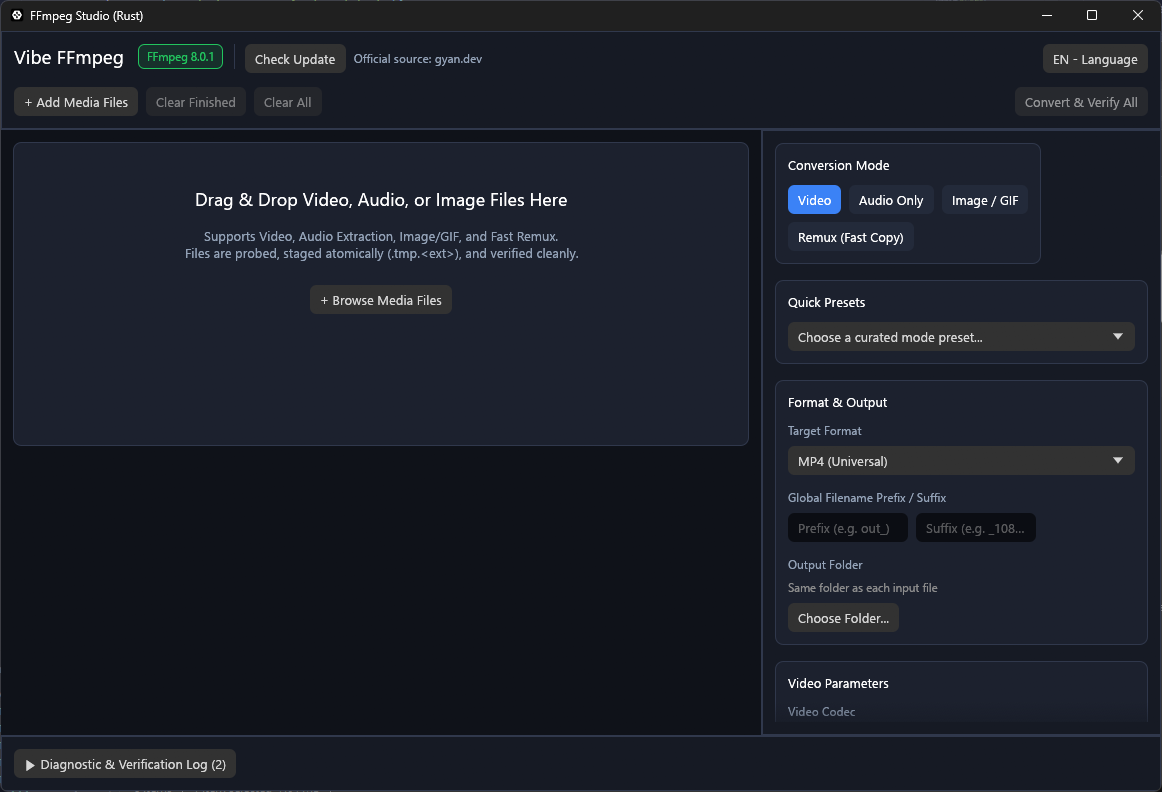 FFmpeg Studio (Rust)
Vibe FFmpeg
FFmpeg 8.0.1
Check Update
Official source: gyan.dev
EN - Language
+ Add Media Files
Clear Finished
Clear All
Convert & Verify All
Drag & Drop Video, Audio, or Image Files Here
Supports Video, Audio Extraction, Image/GIF, and Fast Remux.
Files are probed, staged atomically (.tmp.<ext>), and verified cleanly.
+ Browse Media Files
Conversion Mode
Video
Audio Only
Image / GIF
Remux (Fast Copy)
Quick Presets
Choose a curated mode preset...
Format & Output
Target Format
MP4 (Universal)
Global Filename Prefix / Suffix
Prefix (e.g. out_)
Suffix (e.g. _108...
Output Folder
Same folder as each input file
Choose Folder...
Video Parameters
Video Codec
▶ Diagnostic & Verification Log (2)